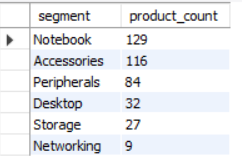 segment product_count
Notebook 129
Accessories 116
Peripherals 84
Desktop 32
Storage 27
Networking 9